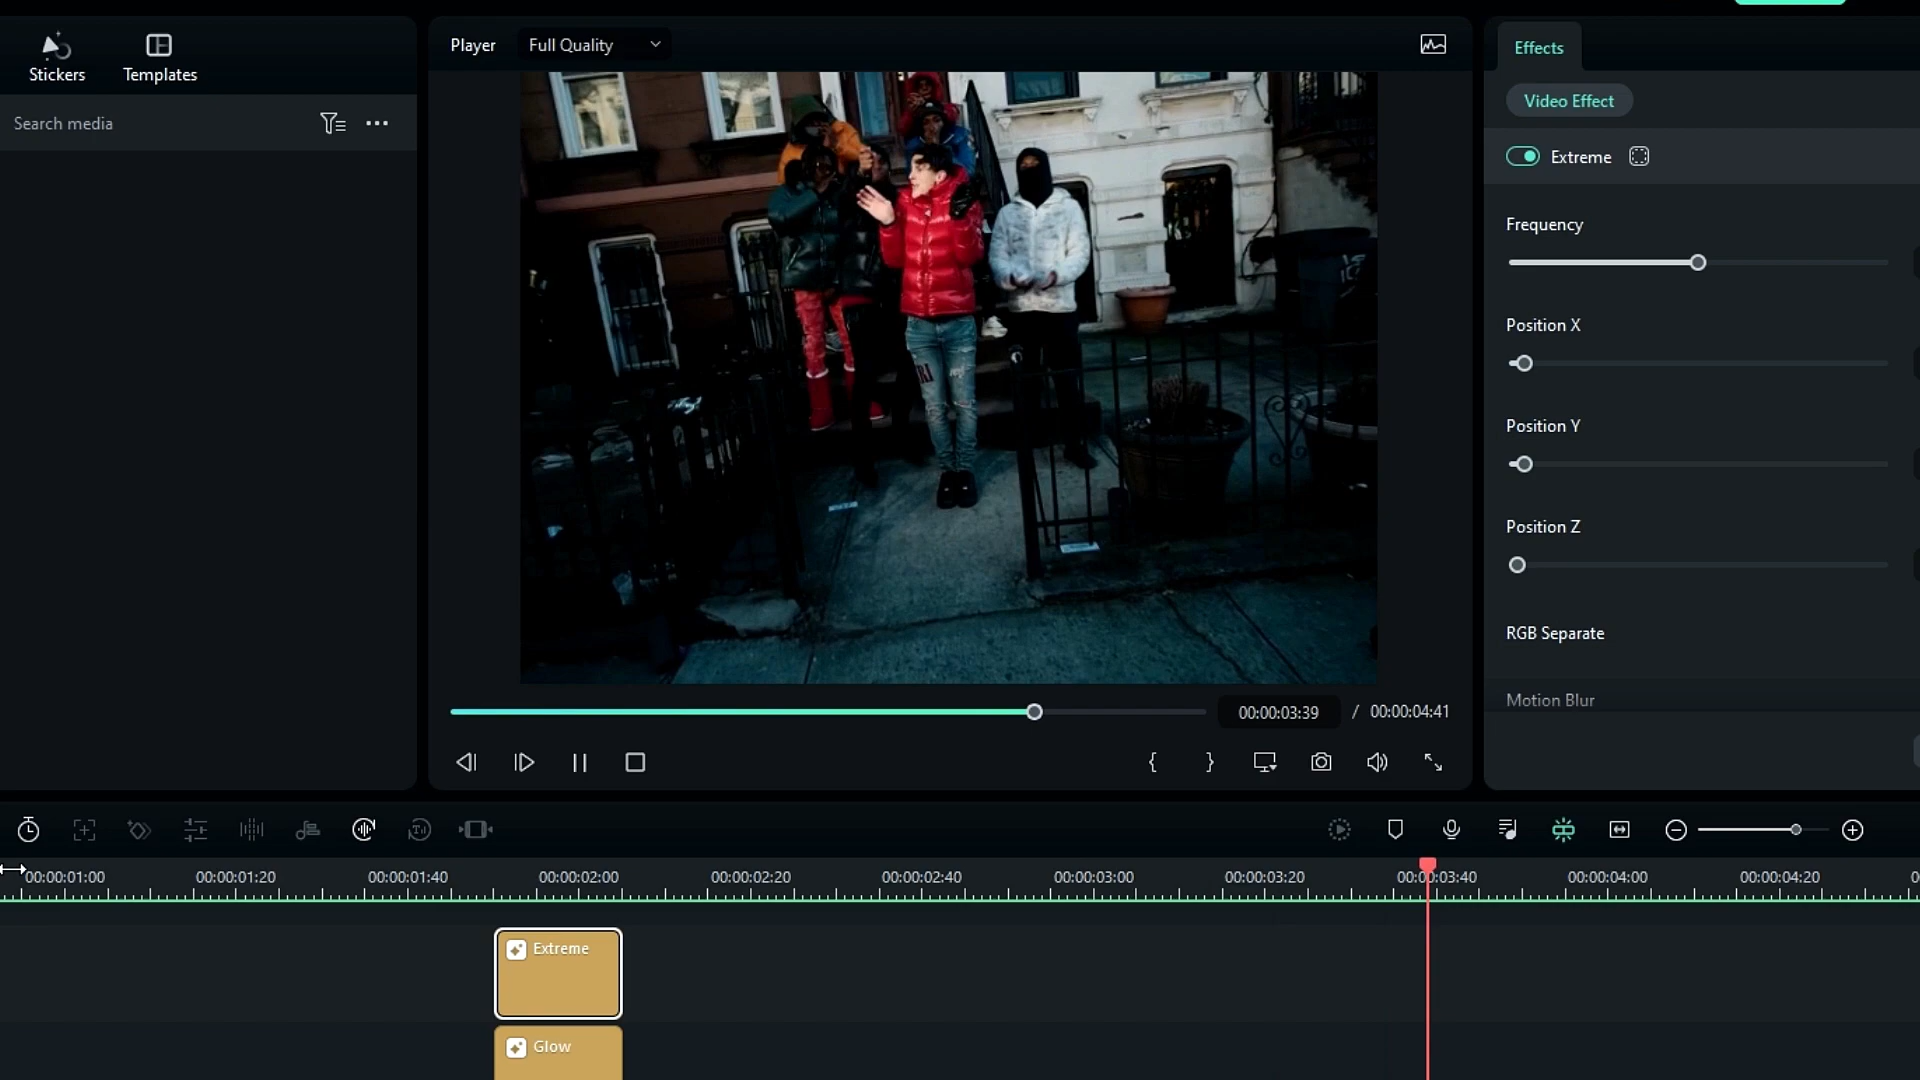 Stickers
Templates
Search media
Player
Full Quality
00:00:03:39 / 00:00:04:41
Effects
Video Effect
Extreme
Frequency
Position X
Position Y
Position Z
RGB Separate
Motion Blur
00:00:01:00 00:00:01:20 00:00:01:40 00:00:02:00 00:00:02:20 00:00:02:40 00:00:03:00 00:00:03:20 00:00:03:40 00:00:04:00 00:00:04:20
Extreme
Glow